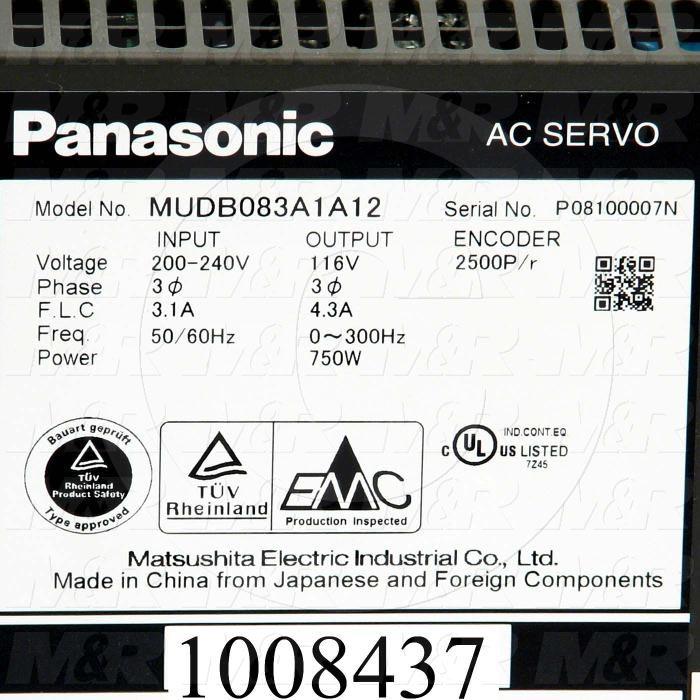 Panasonic AC SERVO
Model No. MUDB083A1A12 Serial No. P08100007N
INPUT OUTPUT ENCODER
Voltage 200-240V 116V 2500P/r
Phase 3ϕ 3ϕ
F.L.C 3.1A 4.3A
Freq. 50/60Hz 0~300Hz
Power 750W
Bauart geprüft
TÜV
Rheinland
Product Safety
Type approved
TÜV
Rheinland
EMC
Production Inspected
C UL US LISTED
IND.CONT.EQ
7Z45
Matsushita Electric Industrial Co., Ltd.
Made in China from Japanese and Foreign Components
1008437
M&R